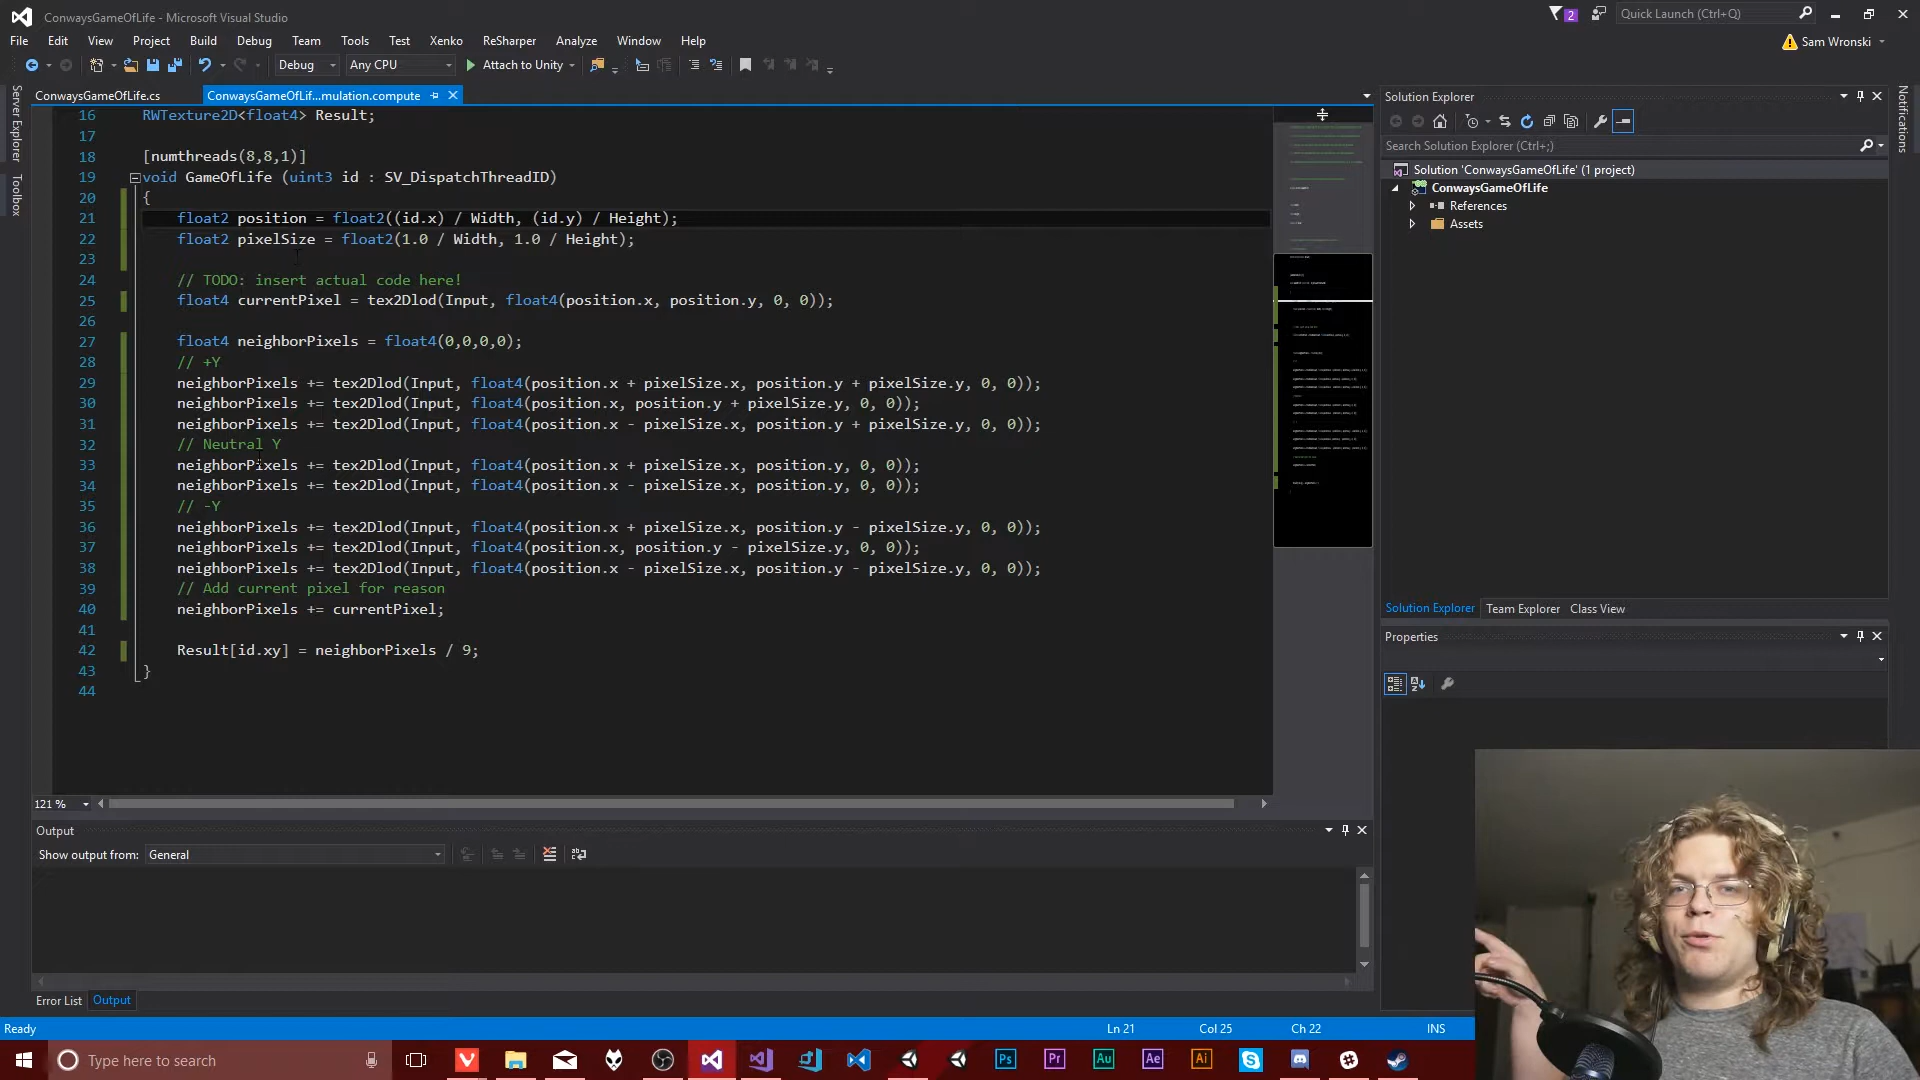 ConwaysGameOfLife - Microsoft Visual Studio
2
Quick Launch (Ctrl+Q)
File Edit View Project Build Debug Team Tools Test Xenko ReSharper Analyze Window Help
Sam Wronski
Debug Any CPU Attach to Unity
Server Explorer
Toolbox
ConwaysGameOfLife.cs
ConwaysGameOfLif...mulation.compute
16 RWTexture2D<float4> Result;
17
18 [numthreads(8,8,1)]
19 void GameOfLife (uint3 id : SV_DispatchThreadID)
20 {
21 float2 position = float2((id.x) / Width, (id.y) / Height);
22 float2 pixelSize = float2(1.0 / Width, 1.0 / Height);
23
24 // TODO: insert actual code here!
25 float4 currentPixel = tex2Dlod(Input, float4(position.x, position.y, 0, 0));
26
27 float4 neighborPixels = float4(0,0,0,0);
28 // +Y
29 neighborPixels += tex2Dlod(Input, float4(position.x + pixelSize.x, position.y + pixelSize.y, 0, 0));
30 neighborPixels += tex2Dlod(Input, float4(position.x, position.y + pixelSize.y, 0, 0));
31 neighborPixels += tex2Dlod(Input, float4(position.x - pixelSize.x, position.y + pixelSize.y, 0, 0));
32 // Neutral Y
33 neighborPixels += tex2Dlod(Input, float4(position.x + pixelSize.x, position.y, 0, 0));
34 neighborPixels += tex2Dlod(Input, float4(position.x - pixelSize.x, position.y, 0, 0));
35 // -Y
36 neighborPixels += tex2Dlod(Input, float4(position.x + pixelSize.x, position.y - pixelSize.y, 0, 0));
37 neighborPixels += tex2Dlod(Input, float4(position.x, position.y - pixelSize.y, 0, 0));
38 neighborPixels += tex2Dlod(Input, float4(position.x - pixelSize.x, position.y - pixelSize.y, 0, 0));
39 // Add current pixel for reason
40 neighborPixels += currentPixel;
41
42 Result[id.xy] = neighborPixels / 9;
43 }
44
121 %
Solution Explorer
Search Solution Explorer (Ctrl+;)
Solution 'ConwaysGameOfLife' (1 project)
ConwaysGameOfLife
References
Assets
Solution Explorer Team Explorer Class View
Properties
Notifications
Output
Show output from: General
Error List Output
Ready Ln 21 Col 25 Ch 22 INS
Type here to search
Ps Pr Au Ae Ai